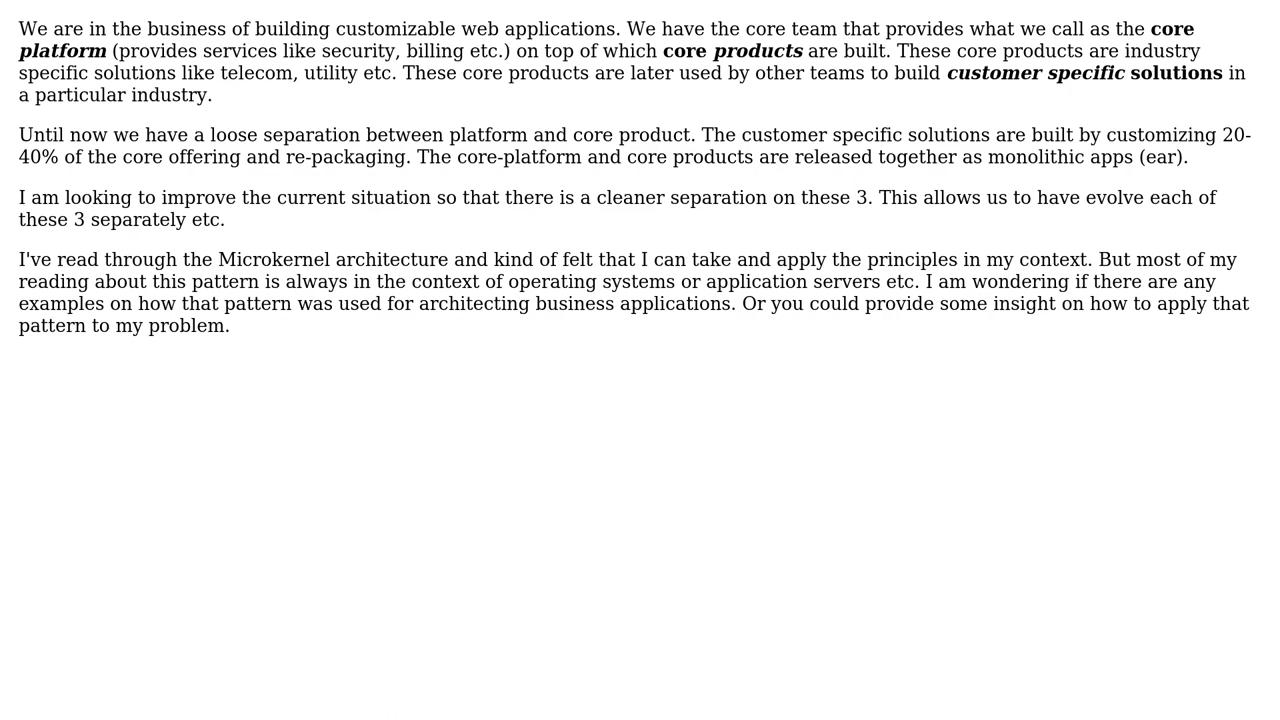 We are in the business of building customizable web applications. We have the core team that provides what we call as the core
platform (provides services like security, billing etc.) on top of which core products are built. These core products are industry
specific solutions like telecom, utility etc. These core products are later used by other teams to build customer specific solutions in
a particular industry.
Until now we have a loose separation between platform and core product. The customer specific solutions are built by customizing 20-
40% of the core offering and re-packaging. The core-platform and core products are released together as monolithic apps (ear).
I am looking to improve the current situation so that there is a cleaner separation on these 3. This allows us to have evolve each of
these 3 separately etc.
I've read through the Microkernel architecture and kind of felt that I can take and apply the principles in my context. But most of my
reading about this pattern is always in the context of operating systems or application servers etc. I am wondering if there are any
examples on how that pattern was used for architecting business applications. Or you could provide some insight on how to apply that
pattern to my problem.